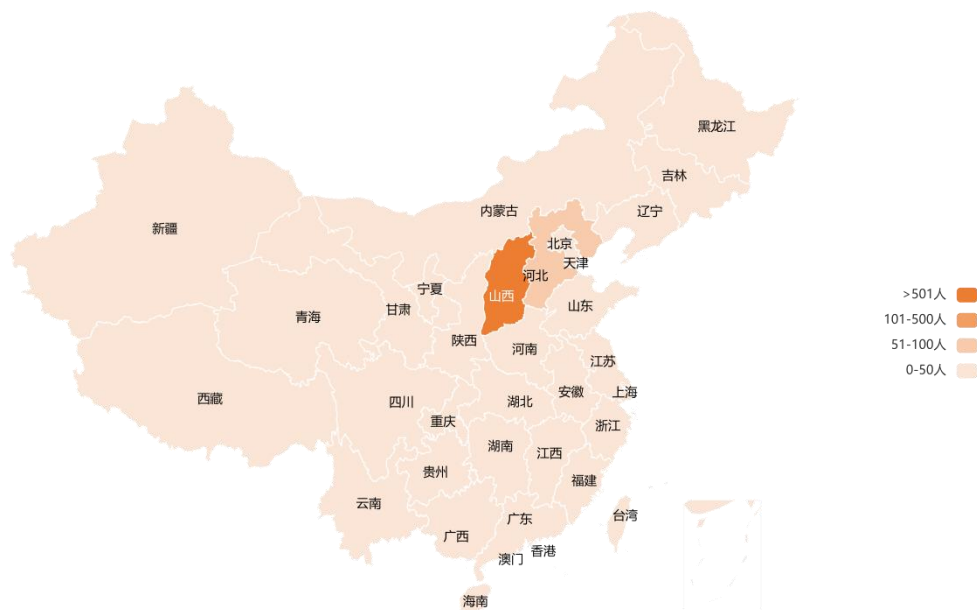 黑龙江
吉林
辽宁
内蒙古
新疆
北京
天津
河北
山西
宁夏
甘肃
青海
山东
陕西
河南
江苏
西藏
四川
湖北
安徽
上海
重庆
浙江
湖南
江西
贵州
福建
云南
广东
台湾
广西
澳门
香港
海南
>501人
101-500人
51-100人
0-50人